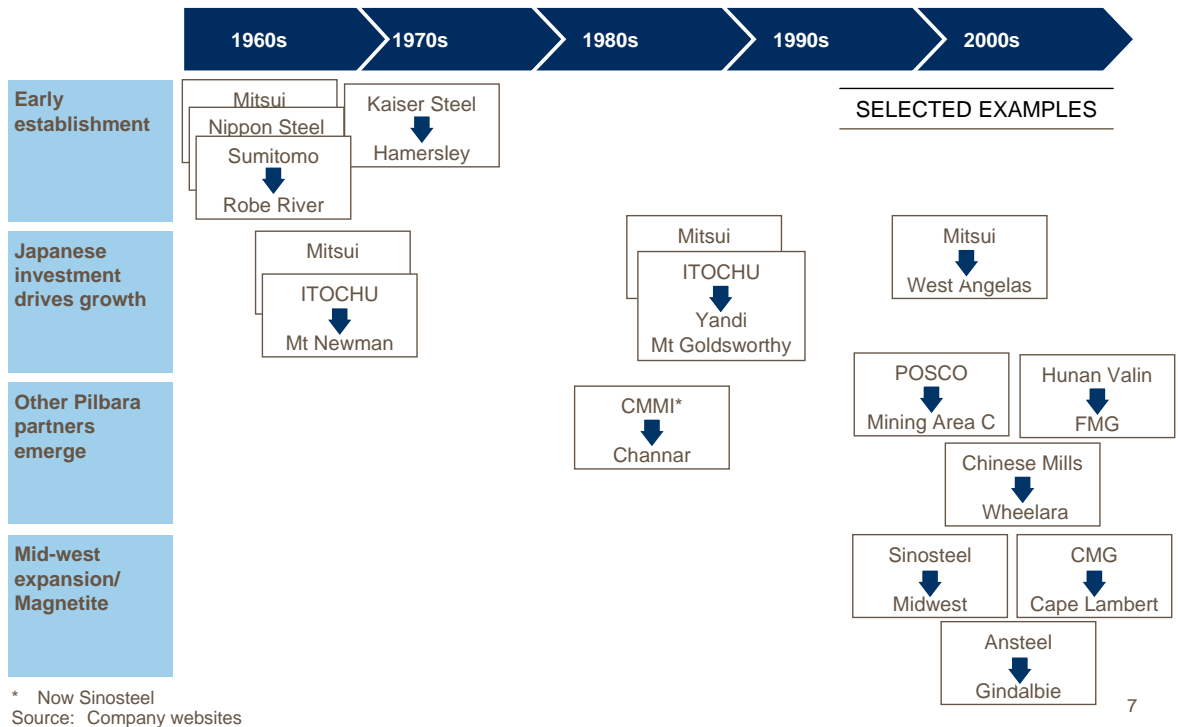 1960s
1970s
1980s
1990s
2000s
SELECTED EXAMPLES
Early
establishment
Mitsui
Nippon Steel
Sumitomo
Robe River
Kaiser Steel
Hamersley
Japanese
investment
drives growth
Mitsui
ITOCHU
Mt Newman
Mitsui
ITOCHU
Yandi
Mt Goldsworthy
Mitsui
West Angelas
Other Pilbara
partners
emerge
CMMI*
Channar
POSCO
Mining Area C
Hunan Valin
FMG
Chinese Mills
Wheelara
Mid-west
expansion/
Magnetite
Sinosteel
Midwest
CMG
Cape Lambert
Ansteel
Gindalbie
* Now Sinosteel
Source: Company websites
7